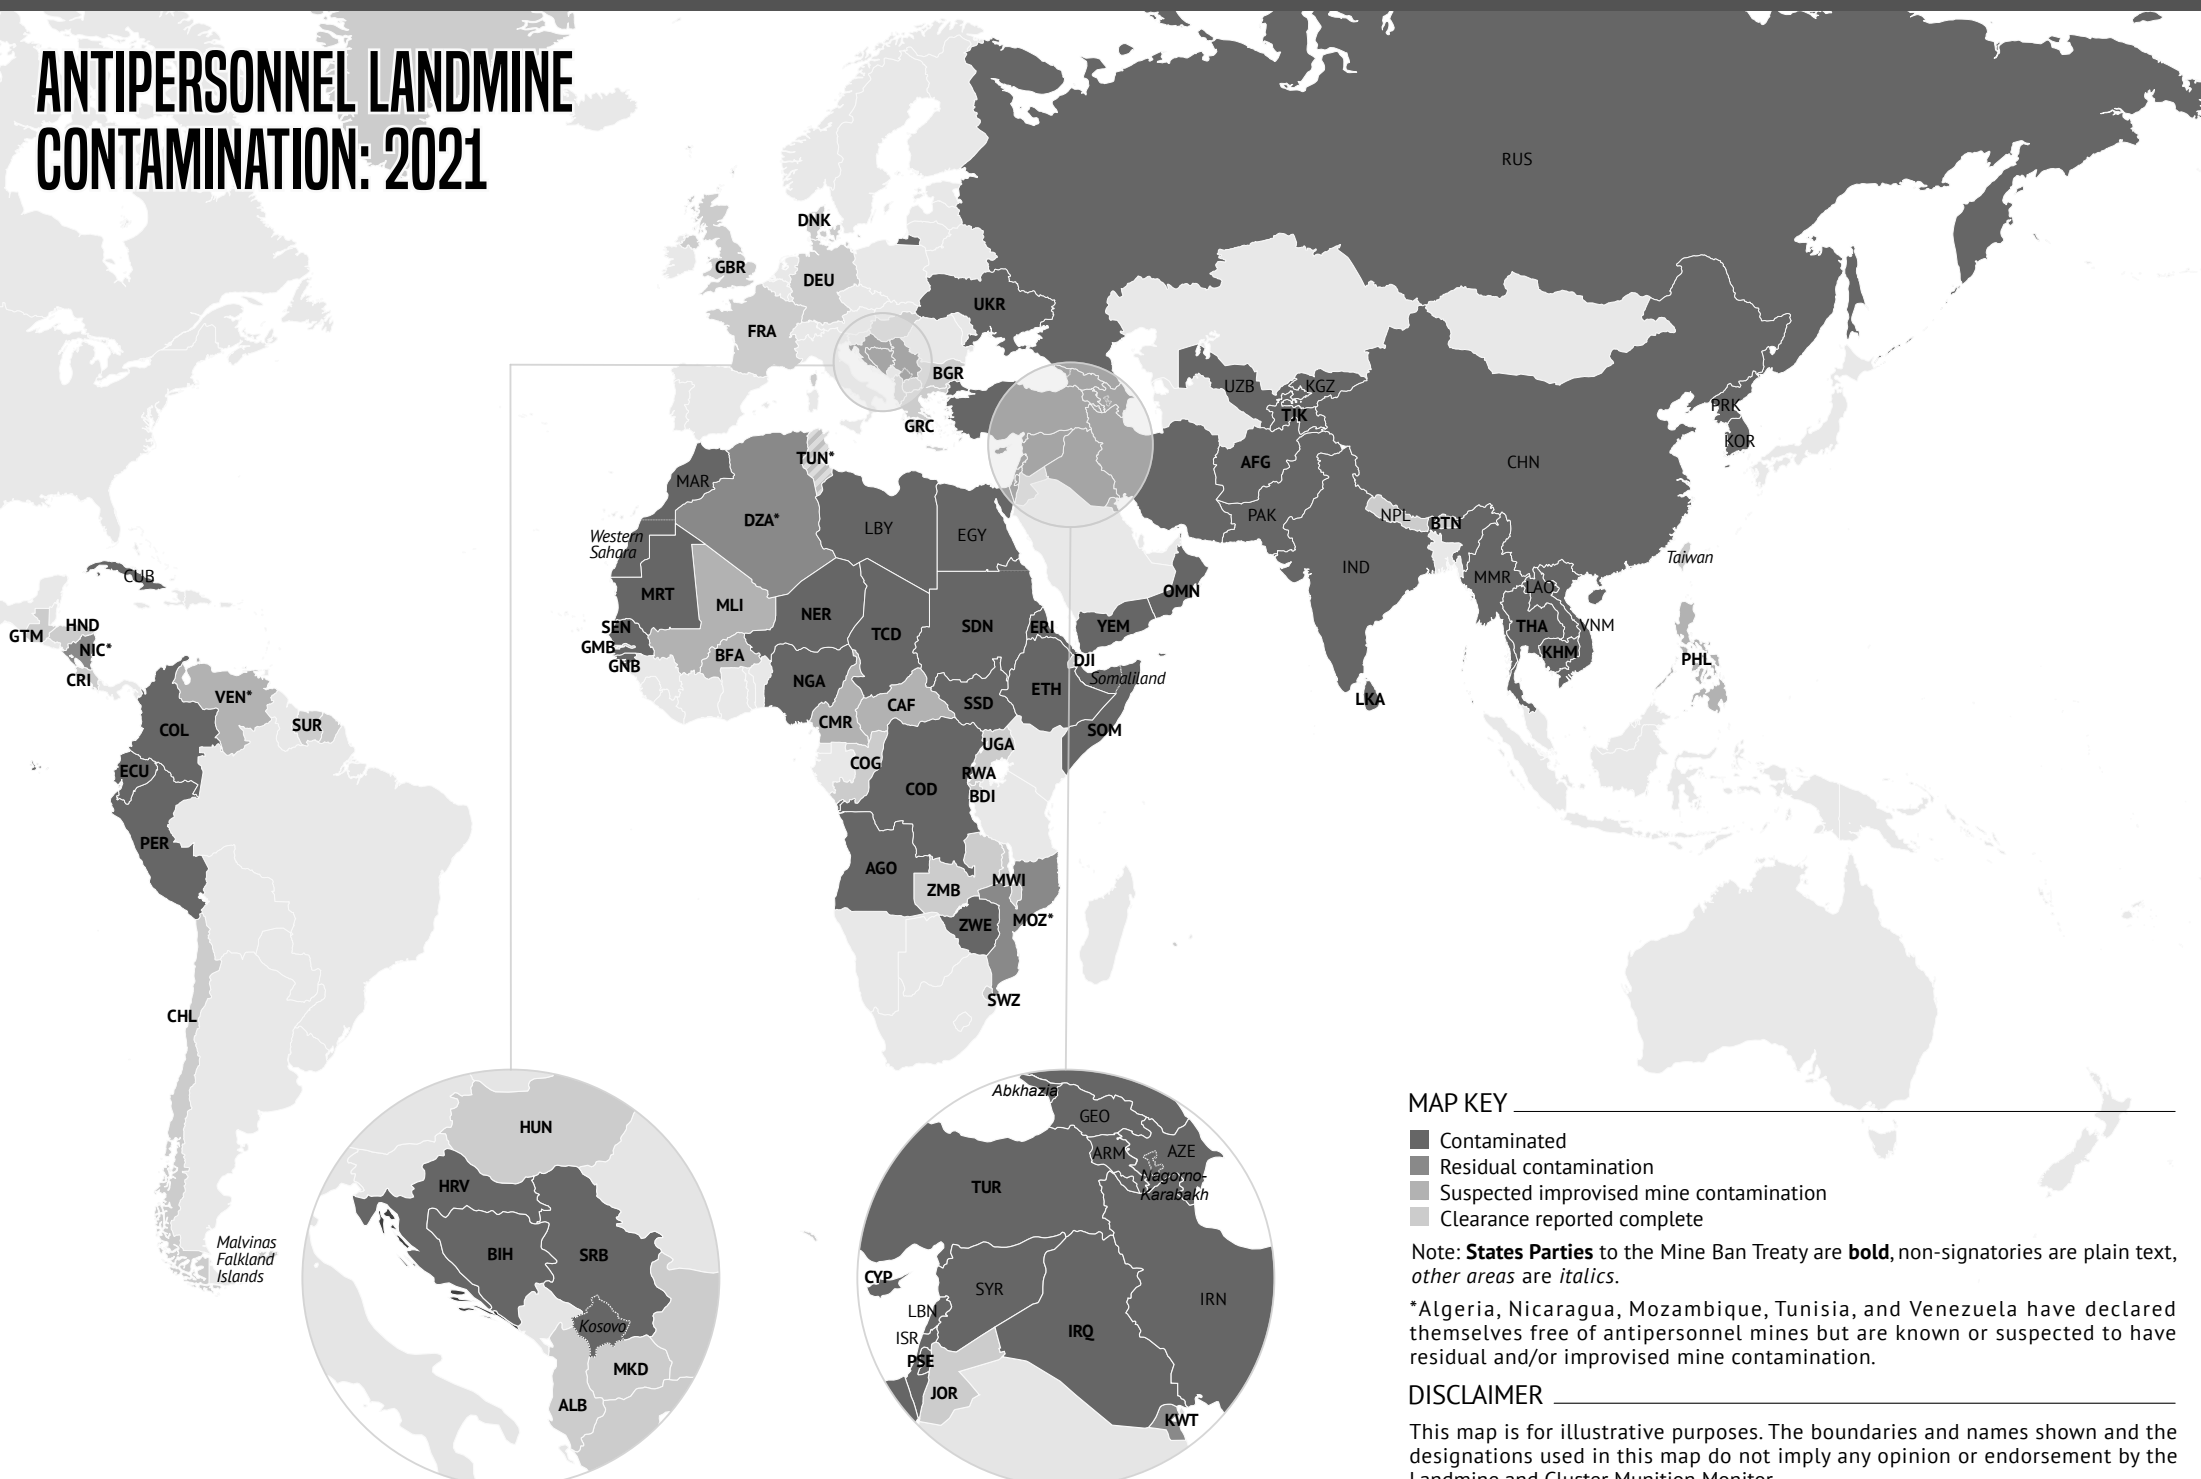 ANTIPERSONNEL LANDMINE
CONTAMINATION: 2021
RUS
DNK
GBR
DEU
UKR
FRA
BGR
GRC
UZB
KGZ
TJK
PRK
KOR
CHN
AFG
PAK
NPL
BTN
IND
Taiwan
MMR
LAO
THA
VNM
KHM
PHL
LKA
TUN*
MAR
DZA*
LBY
EGY
Western
Sahara
MRT
MLI
NER
TCD
SDN
ERI
YEM
OMN
SEN
GMB
GNB
BFA
NGA
CMR
CAF
SSD
ETH
DJI
Somaliland
SOM
UGA
COG
COD
RWA
BDI
AGO
ZMB
MWI
ZWE
MOZ*
SWZ
CUB
HND
GTM
NIC*
CRI
VEN*
COL
SUR
ECU
PER
CHL
Malvinas
Falkland
Islands
HUN
HRV
BIH
SRB
Kosovo
MKD
ALB
Abkhazia
GEO
ARM
AZE
Nagorno-
Karabakh
TUR
CYP
SYR
LBN
IRN
ISR
IRQ
PSE
JOR
KWT
MAP KEY
Contaminated
Residual contamination
Suspected improvised mine contamination
Clearance reported complete
Note: States Parties to the Mine Ban Treaty are bold, non-signatories are plain text,
other areas are italics.
*Algeria, Nicaragua, Mozambique, Tunisia, and Venezuela have declared
themselves free of antipersonnel mines but are known or suspected to have
residual and/or improvised mine contamination.
DISCLAIMER
This map is for illustrative purposes. The boundaries and names shown and the
designations used in this map do not imply any opinion or endorsement by the
Landmine and Cluster Munition Monitor.